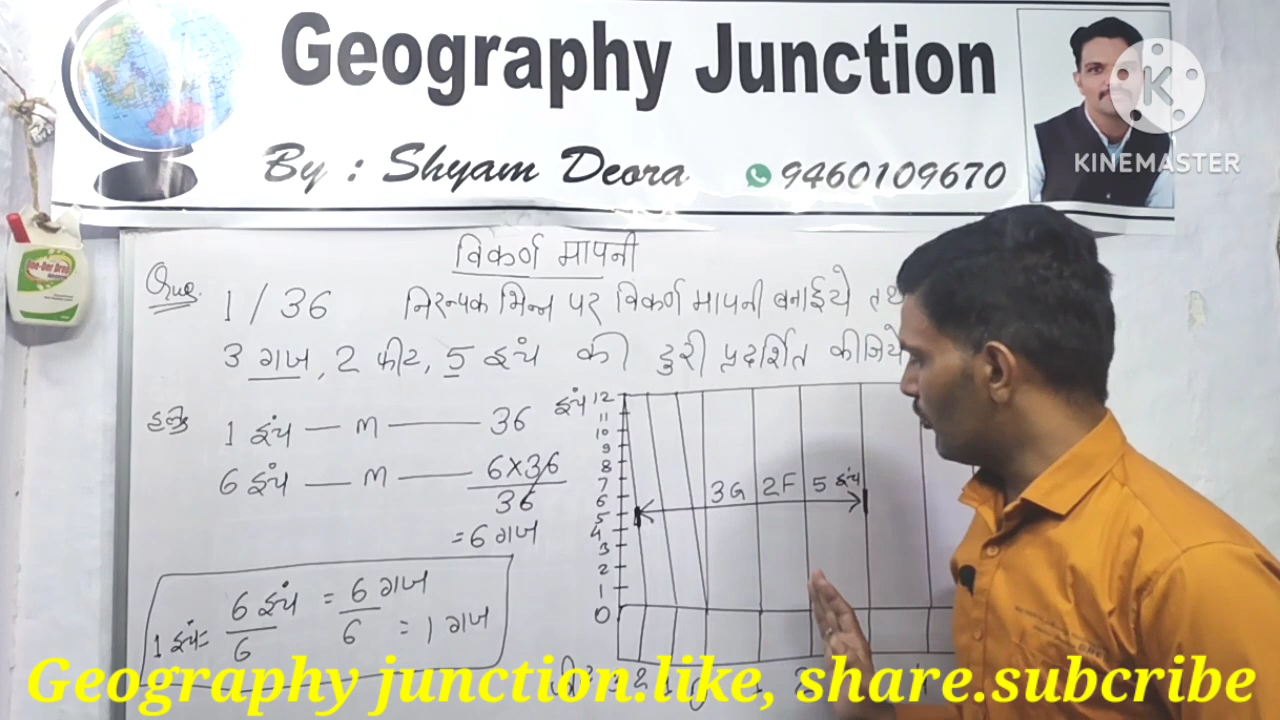 Geography Junction
By : Shyam Deora 9460109670
KINEMASTER
विकर्ण मापनी
Que.
1 / 36 निरुपक भिन्न पर विकर्ण मापनी बनाईये
3 गज, 2 फीट, 5 इंच की दुरी प्रदर्शित कीजिये
हल
1 इंच — m — 36
6 इंच — m — 6x36
36
= 6 गज
1 इंच = 6 इंच / 6 = 6 गज / 6 = 1 गज
इंच 12
11
10
9
8
7
6
5
4
3
2
1
0
3G 2F 5 इंच
Geography junction.like, share.subcribe